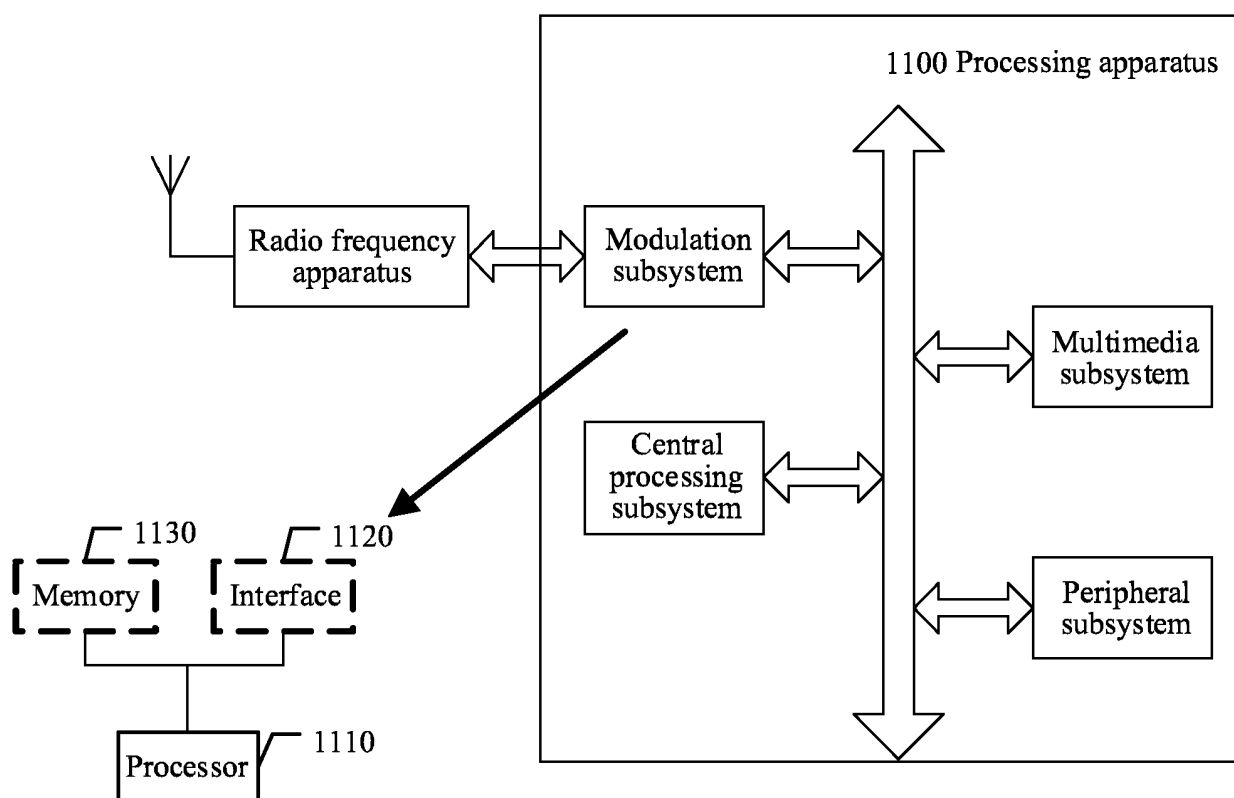 1100 Processing apparatus
Radio frequency
apparatus
Modulation
subsystem
Multimedia
subsystem
Central
processing
subsystem
1130
1120
Memory
Interface
Peripheral
subsystem
1110
Processor